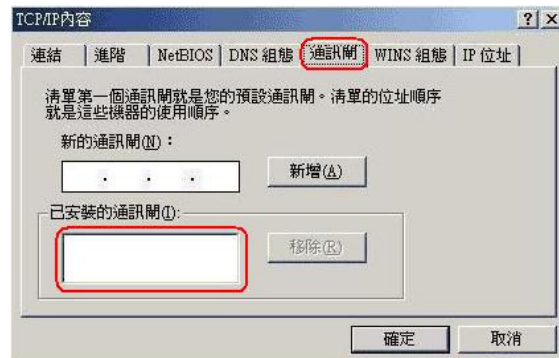 TCP/IP內容
連結 進階 NetBIOS DNS 組態 通訊閘 WINS 組態 IP 位址
清單第一個通訊閘就是您的預設通訊閘。清單的位址順序
就是這些機器的使用順序。
新的通訊閘(N)：
. . . 新增(A)
已安裝的通訊閘(I):
移除(R)
確定 取消